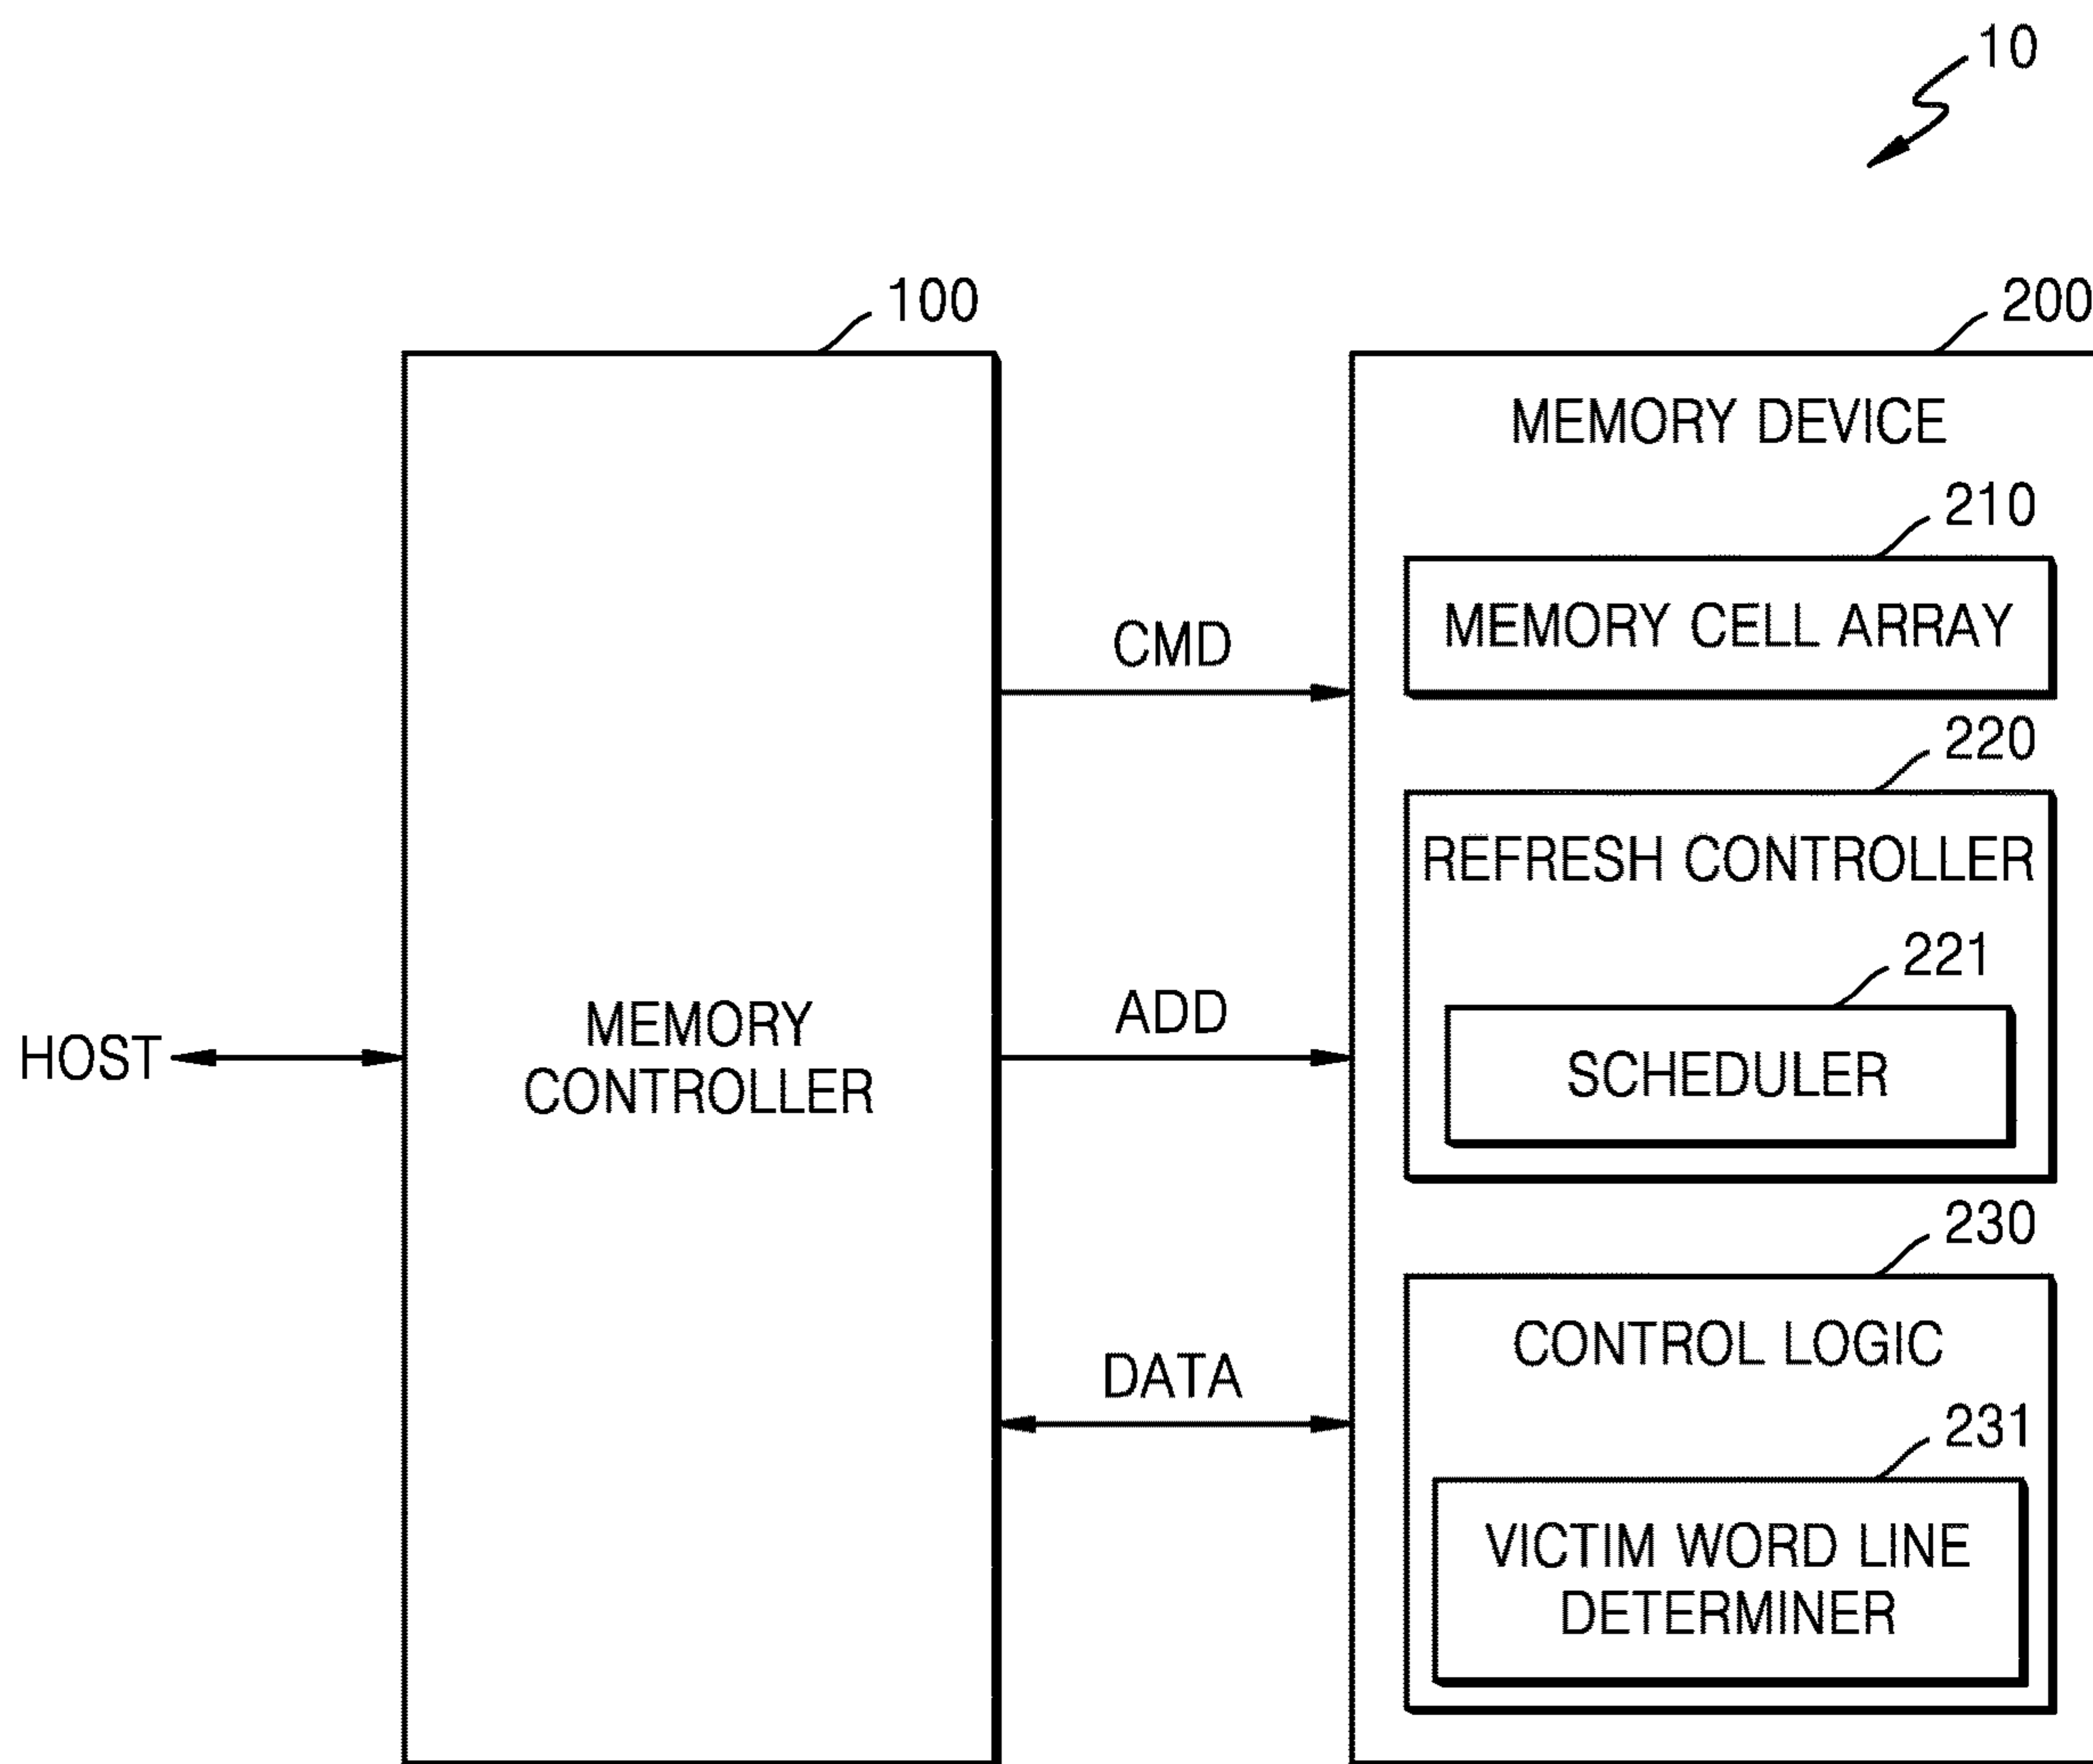 10
100
200
MEMORY DEVICE
210
MEMORY CELL ARRAY
CMD
220
REFRESH CONTROLLER
221
SCHEDULER
HOST
MEMORY
CONTROLLER
ADD
230
CONTROL LOGIC
DATA
231
VICTIM WORD LINE
DETERMINER